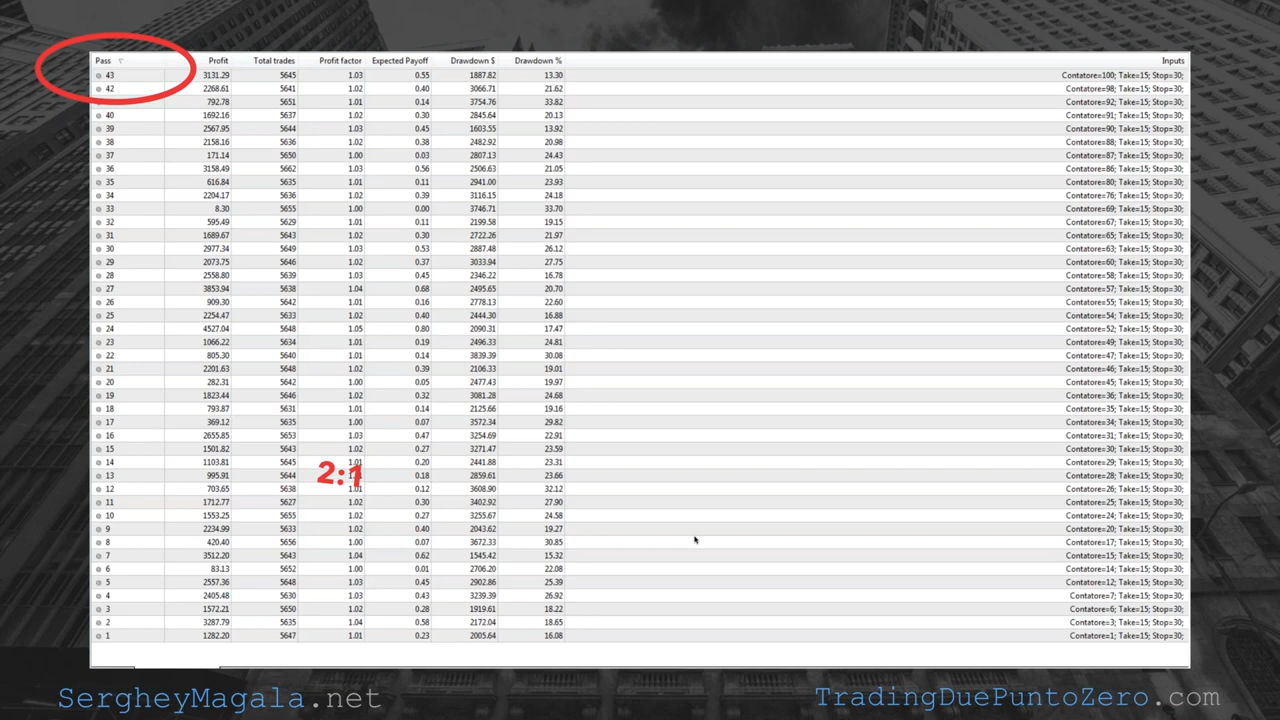 Pass Profit Total trades Profit factor Expected Payoff Drawdown $ Drawdown % Inputs
43 3131.29 5645 1.03 0.55 1887.82 13.30 Contatore=100; Take=15; Stop=30;
42 2268.61 5641 1.02 0.40 3066.71 21.62 Contatore=98; Take=15; Stop=30;
792.78 5651 1.01 0.14 3754.76 33.82 Contatore=92; Take=15; Stop=30;
40 1692.16 5637 1.02 0.30 2845.64 20.13 Contatore=91; Take=15; Stop=30;
39 2567.95 5644 1.03 0.45 1603.55 13.92 Contatore=90; Take=15; Stop=30;
38 2158.16 5636 1.02 0.38 2482.92 20.98 Contatore=88; Take=15; Stop=30;
37 171.14 5650 1.00 0.03 2807.13 24.43 Contatore=87; Take=15; Stop=30;
36 3158.49 5662 1.03 0.56 2506.63 21.05 Contatore=86; Take=15; Stop=30;
35 616.84 5635 1.01 0.11 2941.00 23.93 Contatore=80; Take=15; Stop=30;
34 2204.17 5636 1.02 0.39 3116.15 24.18 Contatore=76; Take=15; Stop=30;
33 8.30 5655 1.00 0.00 3746.71 33.70 Contatore=69; Take=15; Stop=30;
32 595.49 5629 1.01 0.11 2199.58 19.15 Contatore=67; Take=15; Stop=30;
31 1689.67 5643 1.02 0.30 2722.26 21.97 Contatore=65; Take=15; Stop=30;
30 2977.34 5649 1.03 0.53 2887.48 26.12 Contatore=63; Take=15; Stop=30;
29 2073.75 5646 1.02 0.37 3033.94 27.75 Contatore=60; Take=15; Stop=30;
28 2558.80 5639 1.03 0.45 2346.22 16.78 Contatore=58; Take=15; Stop=30;
27 3853.94 5638 1.04 0.68 2495.65 20.70 Contatore=57; Take=15; Stop=30;
26 909.30 5642 1.01 0.16 2778.13 22.60 Contatore=55; Take=15; Stop=30;
25 2254.47 5633 1.02 0.40 2444.30 16.88 Contatore=54; Take=15; Stop=30;
24 4527.04 5648 1.05 0.80 2090.31 17.47 Contatore=52; Take=15; Stop=30;
23 1066.22 5634 1.01 0.19 2496.33 24.81 Contatore=49; Take=15; Stop=30;
22 805.30 5640 1.01 0.14 3839.39 30.08 Contatore=47; Take=15; Stop=30;
21 2201.63 5648 1.02 0.39 2106.33 19.01 Contatore=46; Take=15; Stop=30;
20 282.31 5642 1.00 0.05 2477.43 19.97 Contatore=45; Take=15; Stop=30;
19 1823.44 5646 1.02 0.32 3081.28 24.68 Contatore=36; Take=15; Stop=30;
18 793.87 5631 1.01 0.14 2125.66 19.16 Contatore=35; Take=15; Stop=30;
17 369.12 5635 1.00 0.07 3572.34 29.82 Contatore=34; Take=15; Stop=30;
16 2655.85 5653 1.03 0.47 3254.69 22.91 Contatore=31; Take=15; Stop=30;
15 1501.82 5643 1.02 0.27 3271.47 23.59 Contatore=30; Take=15; Stop=30;
14 1103.81 5645 1.01 0.20 2441.88 23.31 Contatore=29; Take=15; Stop=30;
13 995.91 5644 2:1 0.18 2859.61 23.66 Contatore=28; Take=15; Stop=30;
12 703.65 5638 1.01 0.12 3608.90 32.12 Contatore=26; Take=15; Stop=30;
11 1712.77 5627 1.02 0.30 3402.92 27.90 Contatore=25; Take=15; Stop=30;
10 1553.25 5655 1.02 0.27 3255.67 24.58 Contatore=24; Take=15; Stop=30;
9 2234.99 5633 1.02 0.40 2043.62 19.27 Contatore=20; Take=15; Stop=30;
8 420.40 5656 1.00 0.07 3672.33 30.85 Contatore=17; Take=15; Stop=30;
7 3512.20 5643 1.04 0.62 1545.42 15.32 Contatore=15; Take=15; Stop=30;
6 83.13 5652 1.00 0.01 2706.20 22.08 Contatore=14; Take=15; Stop=30;
5 2557.36 5648 1.03 0.45 2902.86 25.39 Contatore=12; Take=15; Stop=30;
4 2405.48 5630 1.03 0.43 3239.39 26.92 Contatore=7; Take=15; Stop=30;
3 1572.21 5650 1.02 0.28 1919.61 18.22 Contatore=6; Take=15; Stop=30;
2 3287.79 5635 1.04 0.58 2172.04 18.65 Contatore=3; Take=15; Stop=30;
1 1282.20 5647 1.01 0.23 2005.64 16.08 Contatore=1; Take=15; Stop=30;
SergheyMagala.net
TradingDuePuntoZero.com